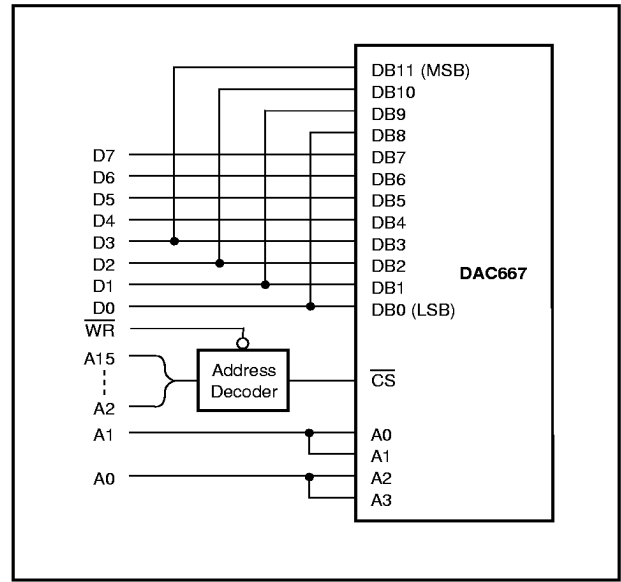 DB11 (MSB)
DB10
DB9
DB8
D7 DB7
D6 DB6
D5 DB5
D4 DB4
D3 DB3
D2 DB2
DAC667
D1 DB1
D0 DB0 (LSB)
WR
A15
Address
Decoder
CS
A2
A1 A0
A1
A0 A2
A3